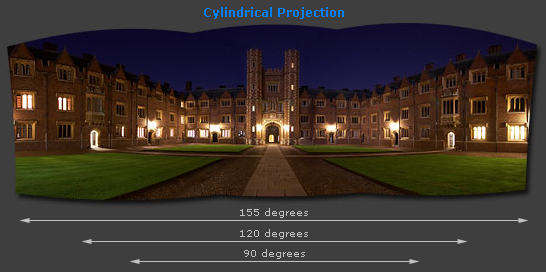 Cylindrical Projection
155 degrees
120 degrees
90 degrees